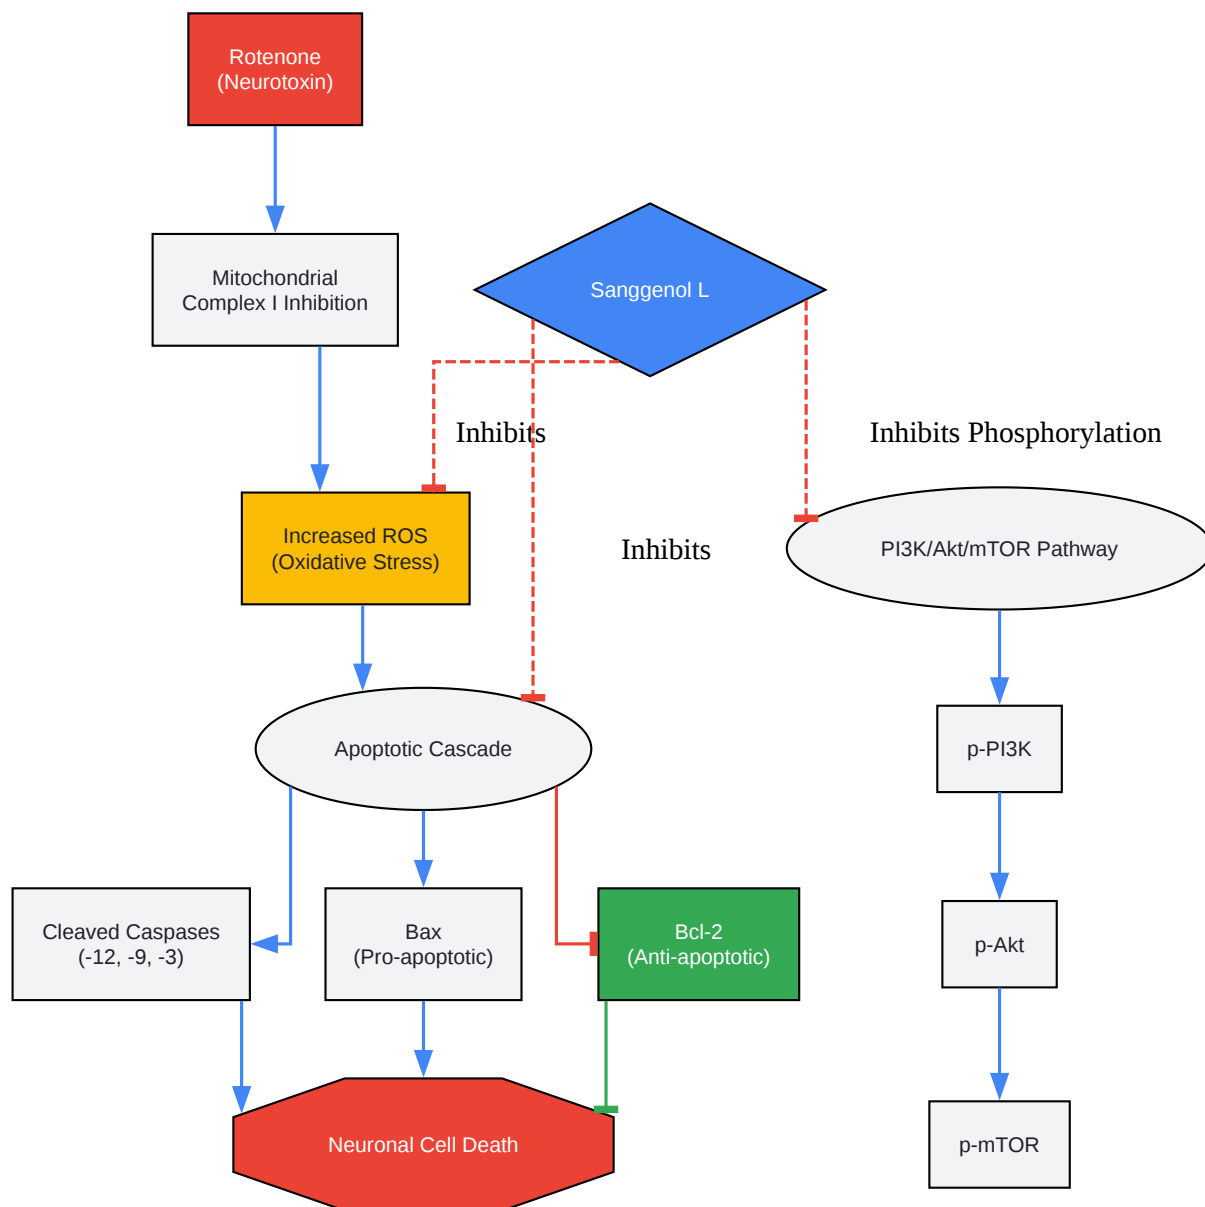 Rotenone
(Neurotoxin)
Mitochondrial
Complex I Inhibition
Sanggenol L
Inhibits
Inhibits Phosphorylation
Increased ROS
(Oxidative Stress)
Inhibits
PI3K/Akt/mTOR Pathway
Apoptotic Cascade
p-PI3K
Cleaved Caspases
(-12, -9, -3)
Bax
(Pro-apoptotic)
Bcl-2
(Anti-apoptotic)
p-Akt
Neuronal Cell Death
p-mTOR